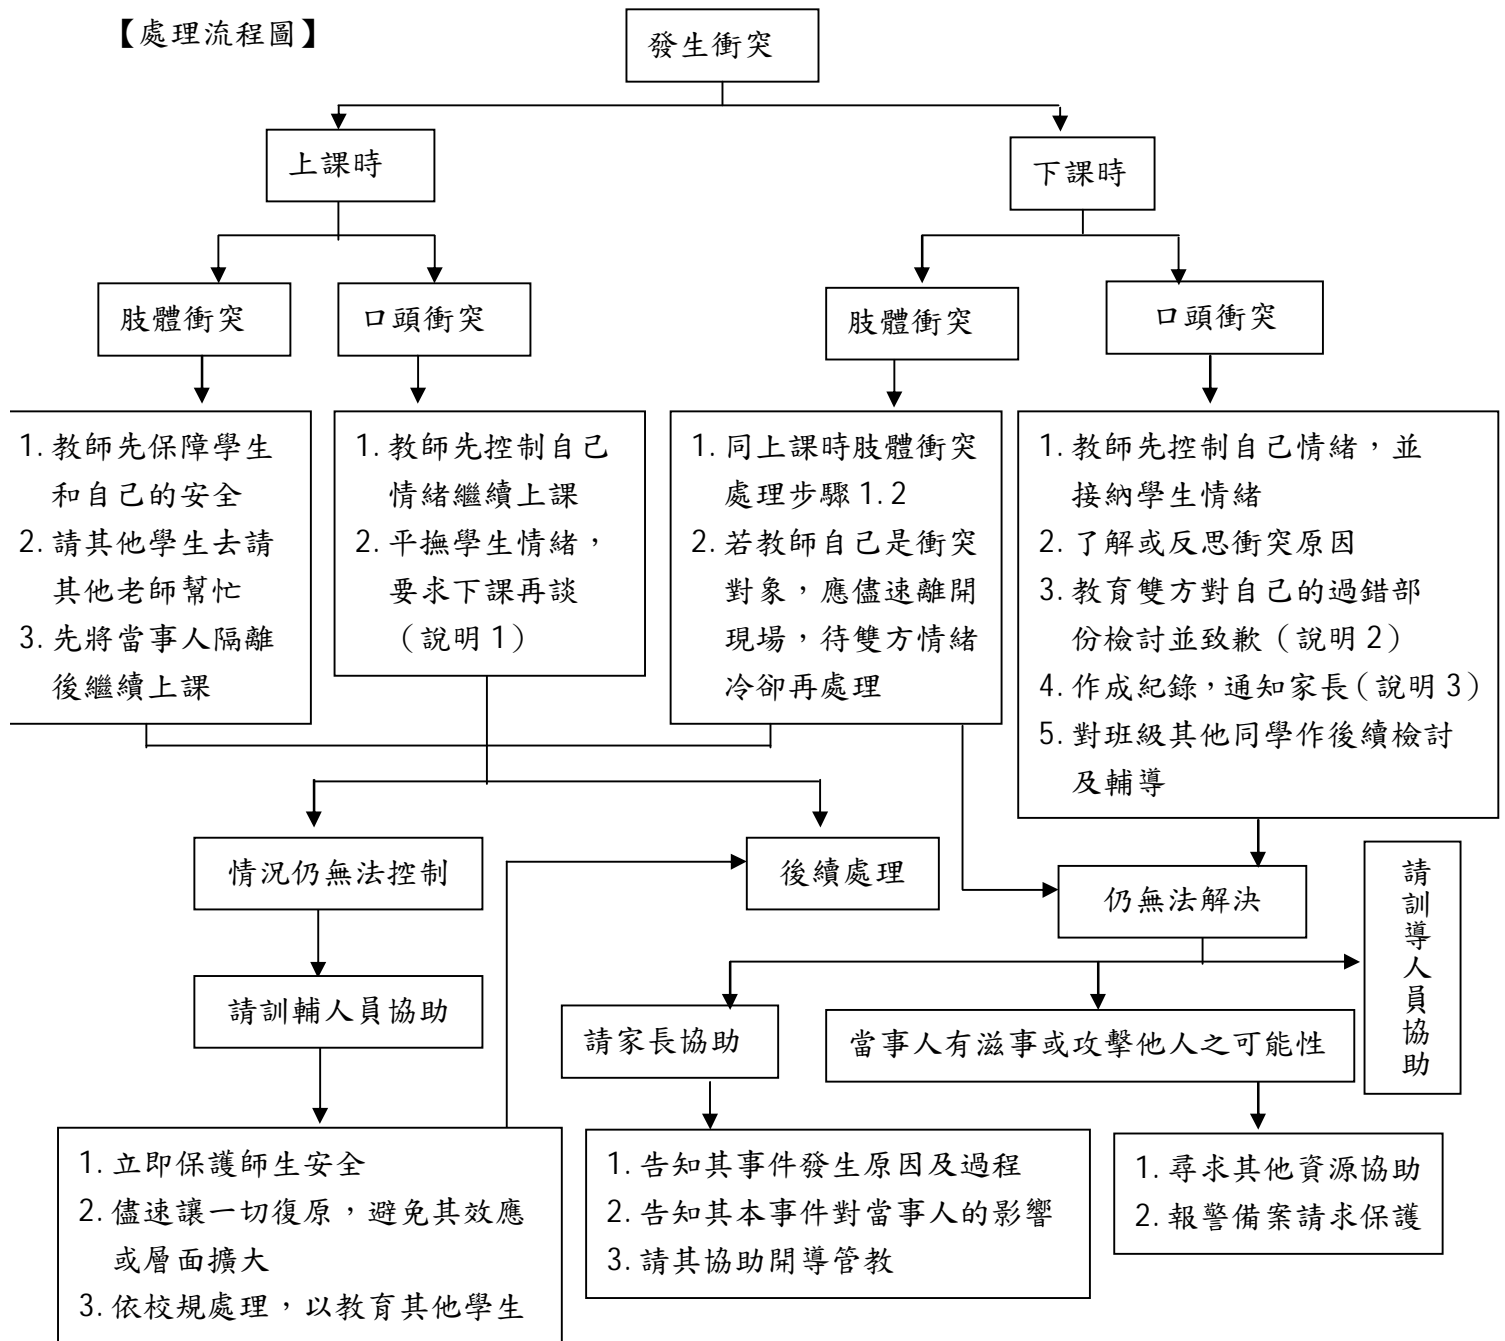 【處理流程圖】
發生衝突
上課時
下課時
肢體衝突
口頭衝突
肢體衝突
口頭衝突
1. 教師先保障學生
和自己的安全
2. 請其他學生去請
其他老師幫忙
3. 先將當事人隔離
後繼續上課
1. 教師先控制自己
情緒繼續上課
2. 平撫學生情緒，
要求下課再談
（說明 1）
1. 同上課時肢體衝突
處理步驟 1.2
2. 若教師自己是衝突
對象，應儘速離開
現場，待雙方情緒
冷卻再處理
1. 教師先控制自己情緒，並
接納學生情緒
2. 了解或反思衝突原因
3. 教育雙方對自己的過錯部
份檢討並致歉（說明 2）
4. 作成紀錄，通知家長（說明 3）
5. 對班級其他同學作後續檢討
及輔導
情況仍無法控制
後續處理
仍無法解決
請訓導人員協助
請訓輔人員協助
請家長協助
當事人有滋事或攻擊他人之可能性
1. 立即保護師生安全
2. 儘速讓一切復原，避免其效應
或層面擴大
3. 依校規處理，以教育其他學生
1. 告知其事件發生原因及過程
2. 告知其本事件對當事人的影響
3. 請其協助開導管教
1. 尋求其他資源協助
2. 報警備案請求保護